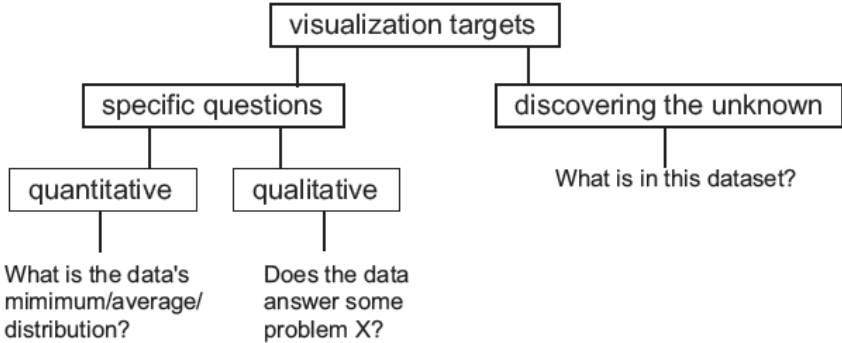 visualization targets
specific questions
discovering the unknown
quantitative
qualitative
What is in this dataset?
What is the data's
mimimum/average/
distribution?
Does the data
answer some
problem X?